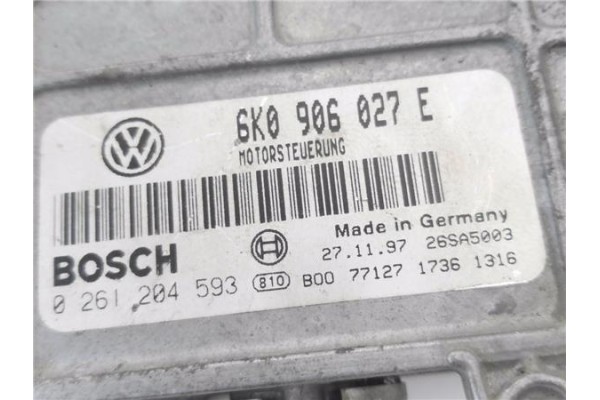 6K0 906 027 E
MOTORSTEUERUNG
Made in Germany
BOSCH
27.11.97 26SA5003
0 261 204 593 810 B00 77127 1736 1316